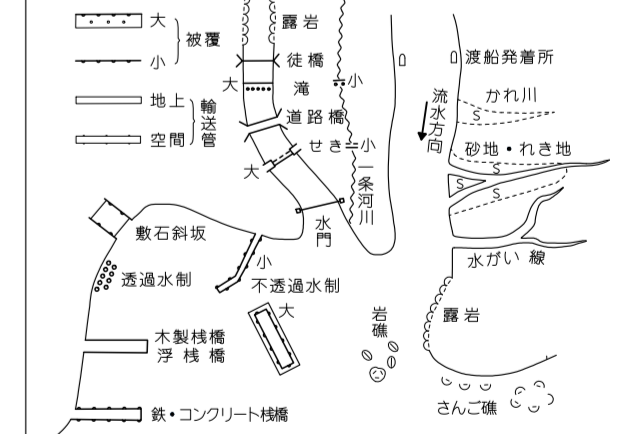 大
小
被覆
地上
空間
輸送管
露岩
徒橋
大
滝
小
道路橋
せき
小
大
一条河川
水門
渡船発着所
かれ川
S
流水方向
砂地・れき地
S
S
S
水がい線
敷石斜坂
透過水制
小
不透過水制
大
木製桟橋
浮桟橋
鉄・コンクリート桟橋
岩礁
露岩
さんご礁